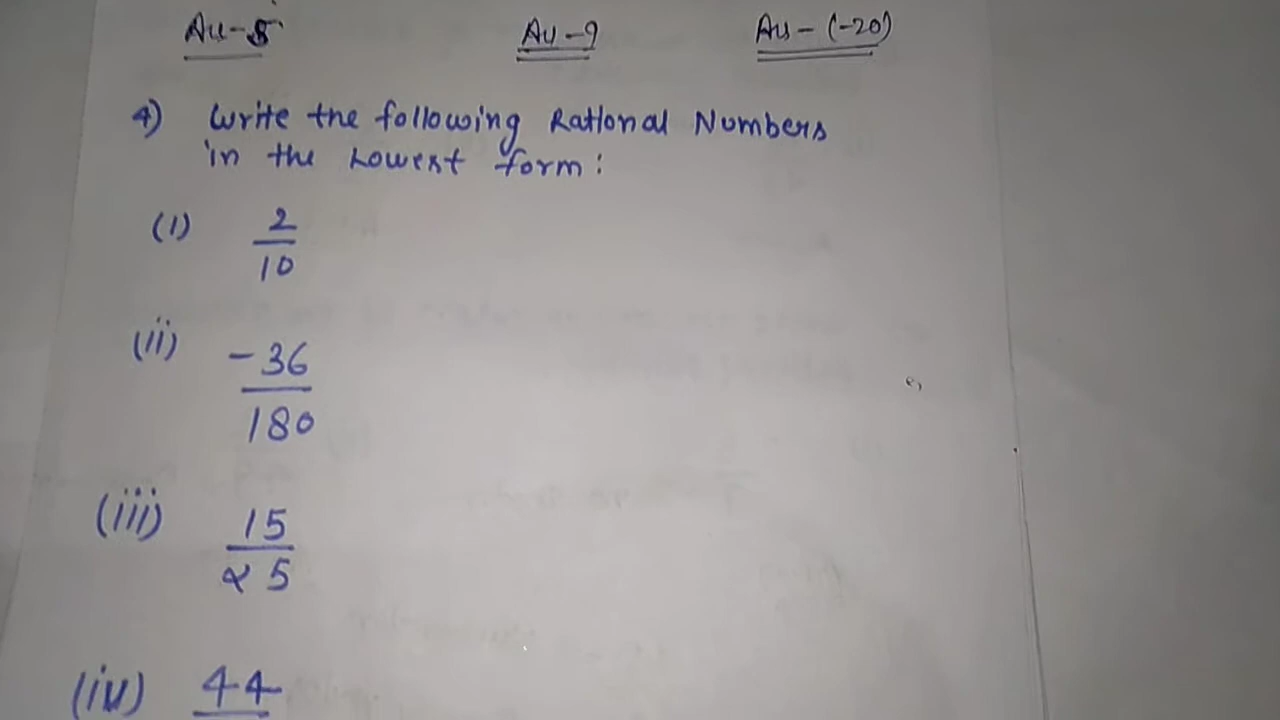 Au-8 Au-9 Au-(-20)
4) Write the following Rational Numbers
in the Lowest form:
(i) 2
10
(ii) -36
180
(iii) 15
25
(iv) 44